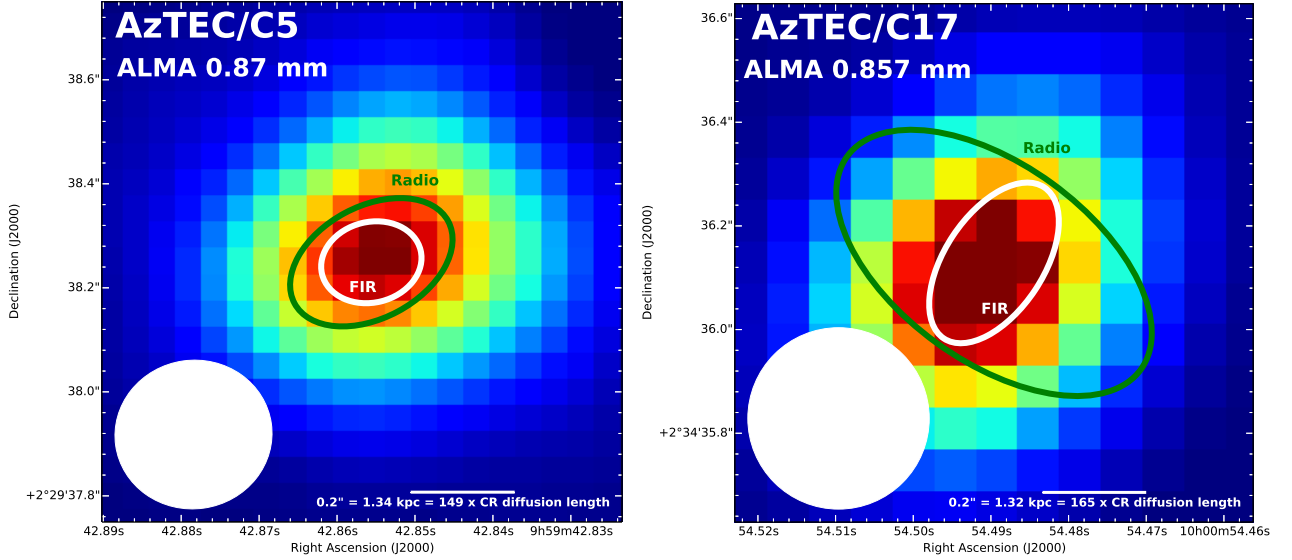 AzTEC/C5
ALMA 0.87 mm
38.6"
38.4"
38.2"
38.0"
+2°29'37.8"
Declination (J2000)
Radio
FIR
0.2" = 1.34 kpc = 149 x CR diffusion length
42.89s 42.88s 42.87s 42.86s 42.85s 42.84s 9h59m42.83s
Right Ascension (J2000)
AzTEC/C17
ALMA 0.857 mm
36.6"
36.4"
36.2"
36.0"
+2°34'35.8"
Declination (J2000)
Radio
FIR
0.2" = 1.32 kpc = 165 x CR diffusion length
54.52s 54.51s 54.50s 54.49s 54.48s 54.47s 10h00m54.46s
Right Ascension (J2000)